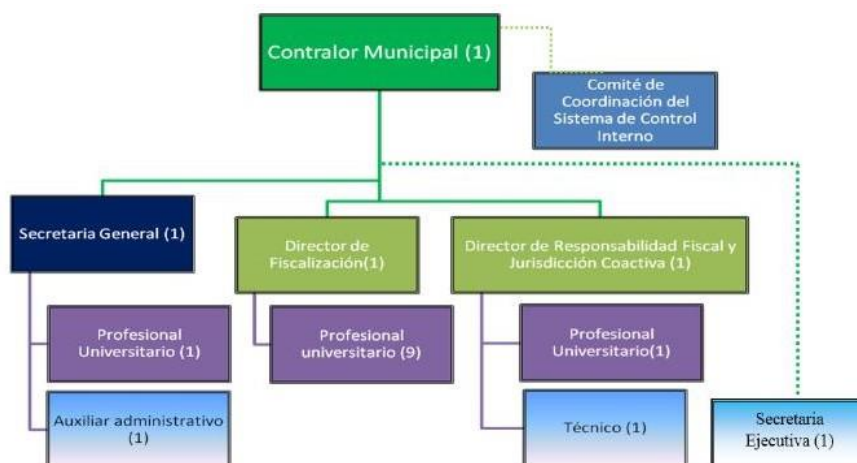 Contralor Municipal (1)
Comité de
Coordinación del
Sistema de Control
Interno
Secretaria General (1)
Director de
Fiscalización(1)
Director de Responsabilidad Fiscal y
Jurisdicción Coactiva (1)
Profesional
Universitario (1)
Profesional
universitario (9)
Profesional
Universitario(1)
Auxiliar administrativo
(1)
Técnico (1)
Secretaria
Ejecutiva (1)